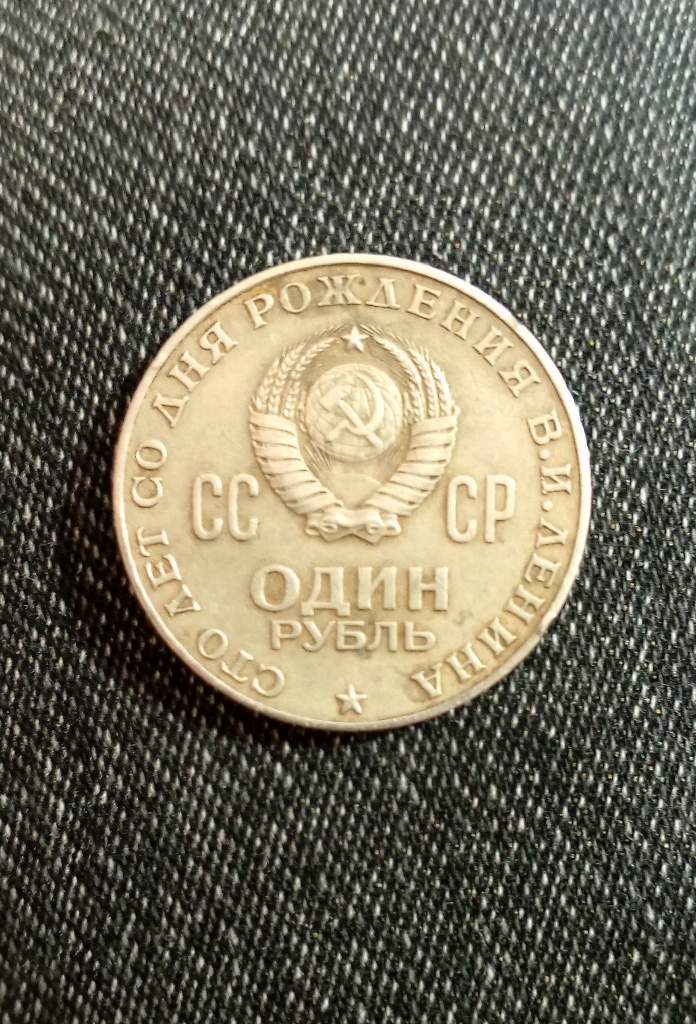 СТО ЛЕТ СО ДНЯ РОЖДЕНИЯ В.И.ЛЕНИНА
СС СР
ОДИН
РУБЛЬ